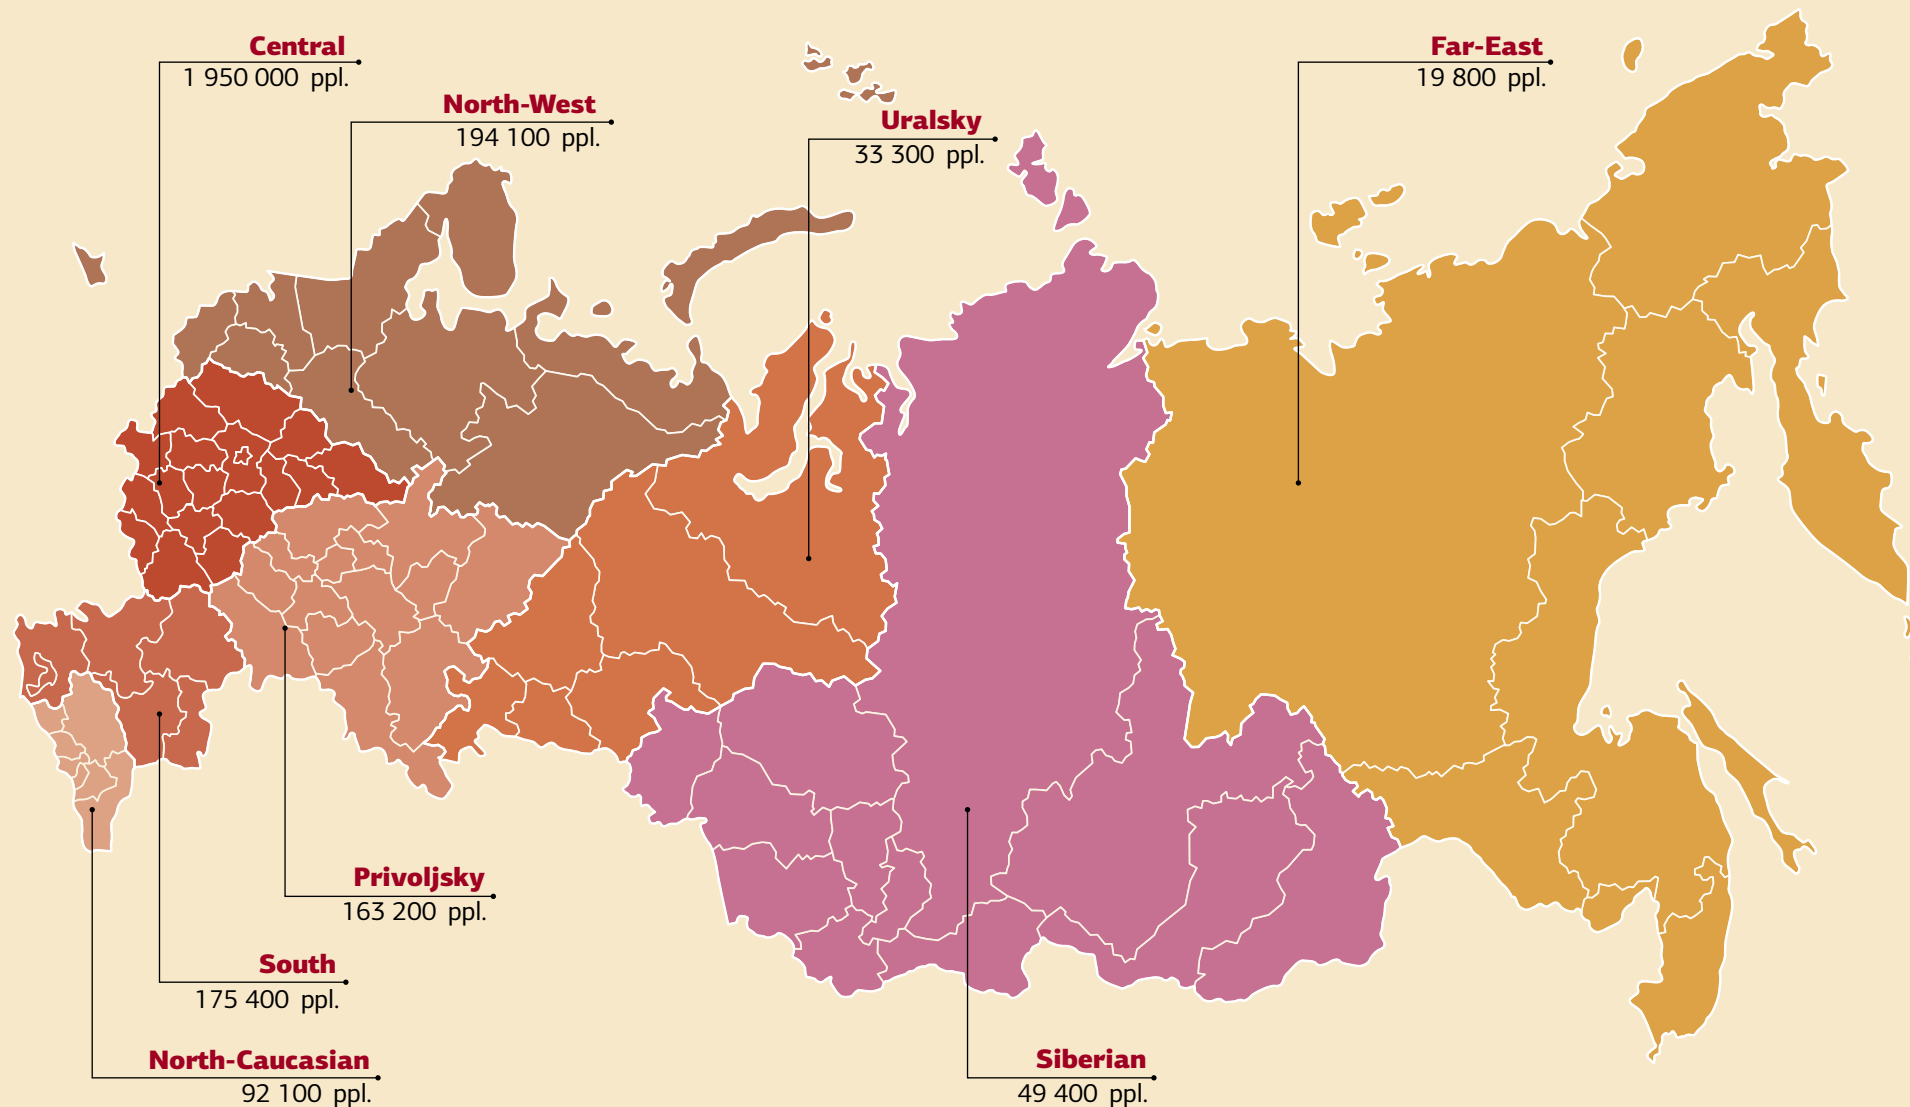 Central
1 950 000 ppl.
North-West
194 100 ppl.
Uralsky
33 300 ppl.
Far-East
19 800 ppl.
Privoljsky
163 200 ppl.
South
175 400 ppl.
North-Caucasian
92 100 ppl.
Siberian
49 400 ppl.